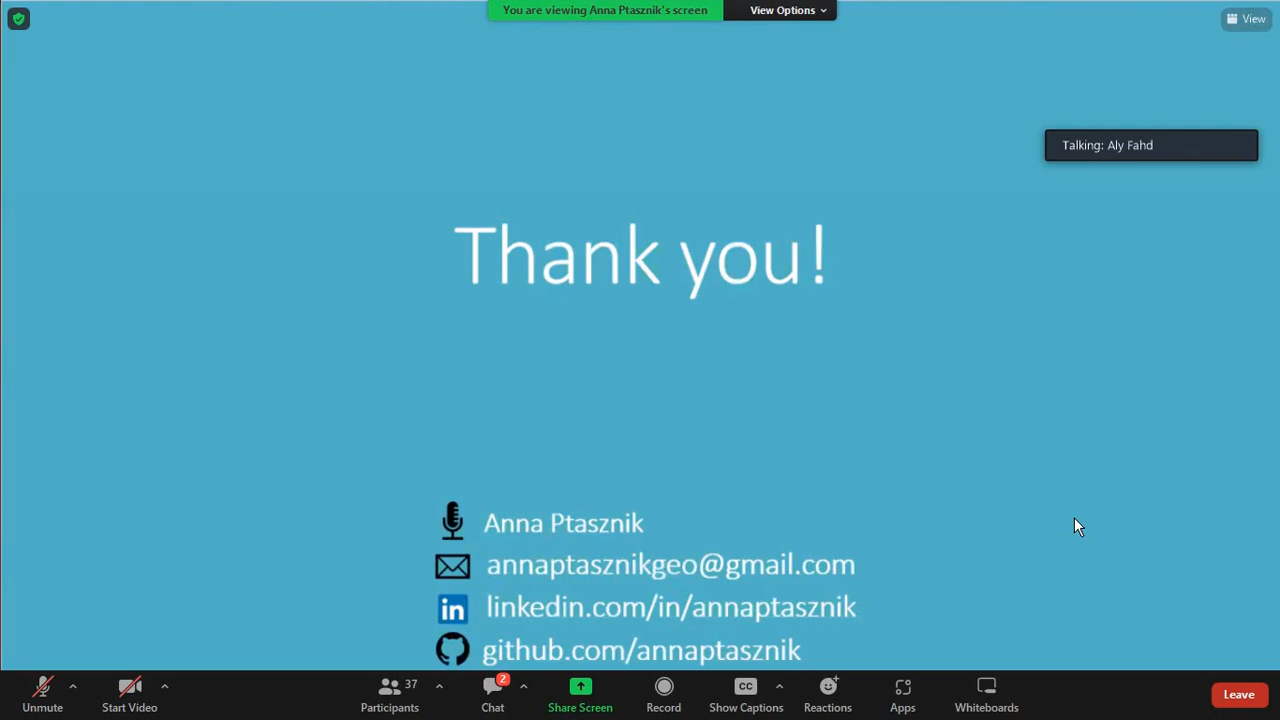 You are viewing Anna Ptasznik's screen View Options
View
Talking: Aly Fahd
Thank you!
Anna Ptasznik
annaptasznikgeo@gmail.com
in linkedin.com/in/annaptasznik
github.com/annaptasznik
37
2
CC
Unmute Start Video Participants Chat Share Screen Record Show Captions Reactions Apps Whiteboards Leave